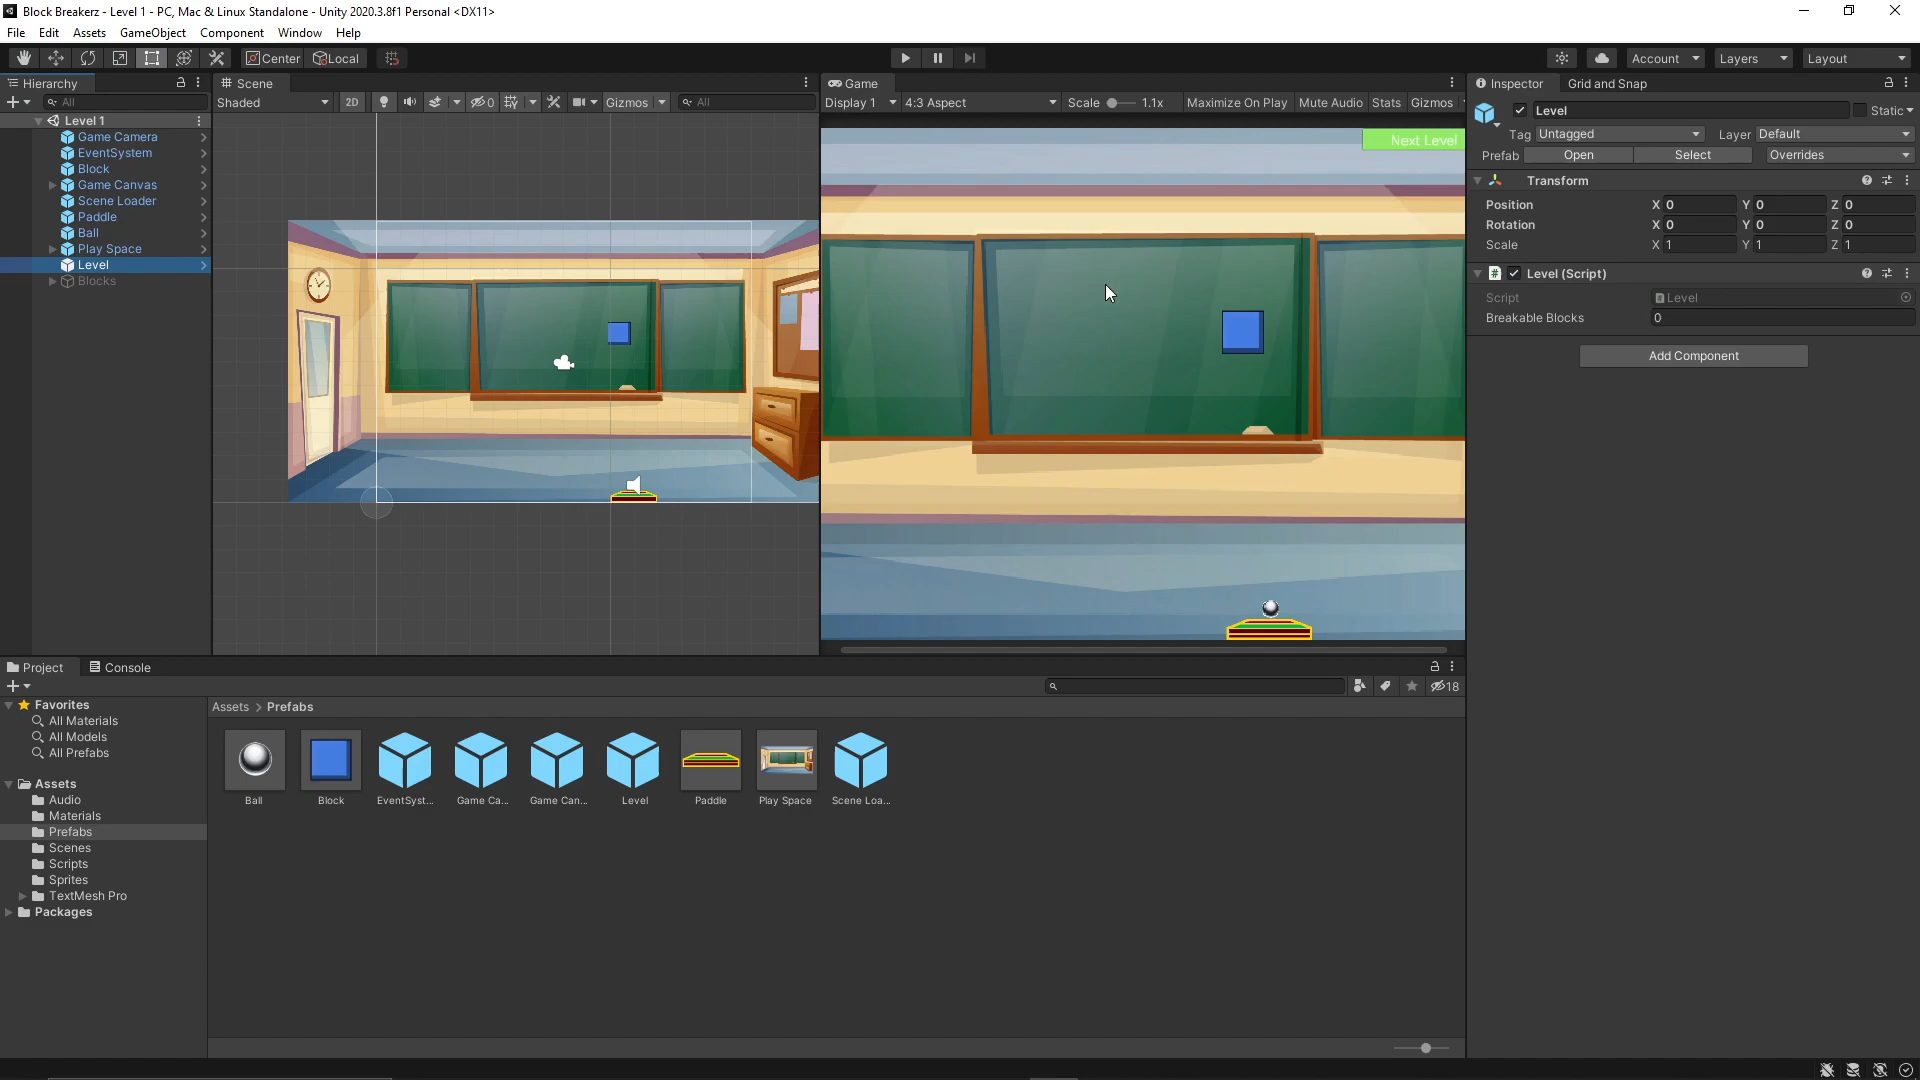 Block Breakerz - Level 1 - PC, Mac & Linux Standalone - Unity 2020.3.8f1 Personal <DX11>
File Edit Assets GameObject Component Window Help
Center Local Account Layers Layout
Hierarchy
All
Level 1
Game Camera
EventSystem
Block
Game Canvas
Scene Loader
Paddle
Ball
Play Space
Level
Blocks
Scene
Shaded 2D 0 Gizmos All
Game
Display 1 4:3 Aspect Scale 1.1x Maximize On Play Mute Audio Stats Gizmos
Next Level
Inspector Grid and Snap
Level Static
Tag Untagged Layer Default
Prefab Open Select Overrides
Transform
Position X 0 Y 0 Z 0
Rotation X 0 Y 0 Z 0
Scale X 1 Y 1 Z 1
Level (Script)
Script Level
Breakable Blocks 0
Add Component
Project Console
18
Favorites
All Materials
All Models
All Prefabs
Assets
Audio
Materials
Prefabs
Scenes
Scripts
Sprites
TextMesh Pro
Packages
Assets > Prefabs
Ball Block EventSyst... Game Ca... Game Can... Level Paddle Play Space Scene Loa...